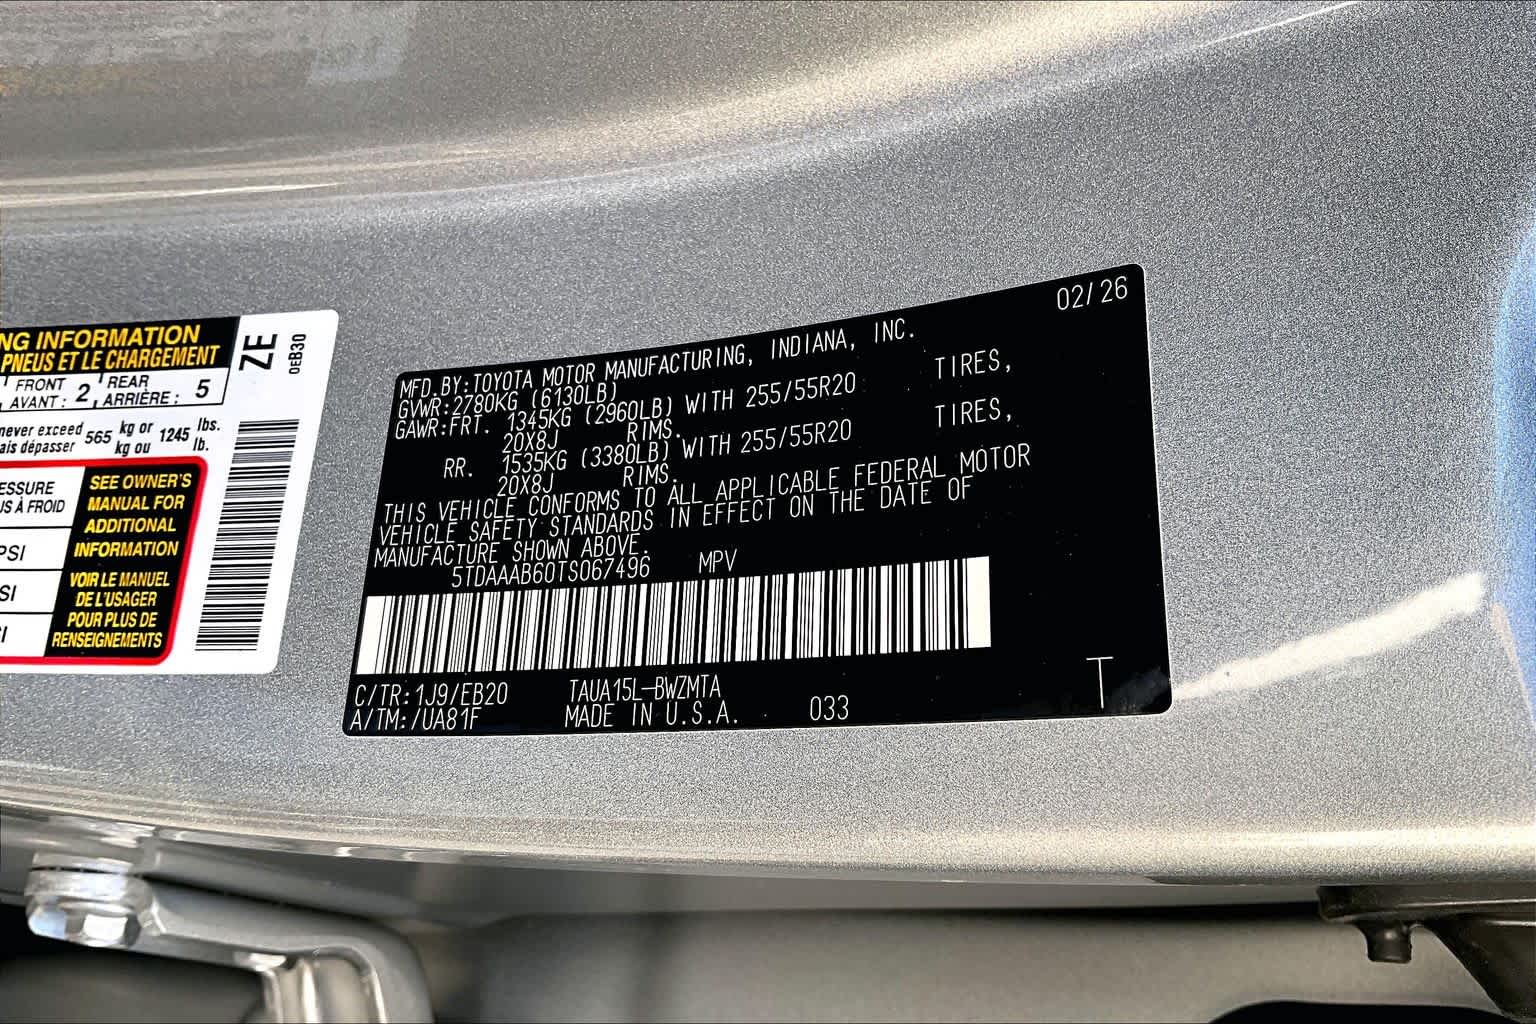 NG INFORMATION
PNEUS ET LE CHARGEMENT
FRONT AVANT : 2, REAR ARRIÈRE : 5
never exceed 565 kg or 1245 lbs.
ais dépasser kg ou lb.
ESSURE
US À FROID
PSI
SI
I
SEE OWNER'S
MANUAL FOR
ADDITIONAL
INFORMATION
VOIR LE MANUEL
DE L'USAGER
POUR PLUS DE
RENSEIGNEMENTS
ZE
0EB30
02/26
MFD.BY:TOYOTA MOTOR MANUFACTURING, INDIANA, INC.
GVWR:2780KG (6130LB)
GAWR:FRT. 1345KG (2960LB) WITH 255/55R20 TIRES,
20X8J RIMS.
RR. 1535KG (3380LB) WITH 255/55R20 TIRES,
20X8J RIMS.
THIS VEHICLE CONFORMS TO ALL APPLICABLE FEDERAL MOTOR
VEHICLE SAFETY STANDARDS IN EFFECT ON THE DATE OF
MANUFACTURE SHOWN ABOVE.
5TDAAAB60TS067496 MPV
C/TR:1J9/EB20 TAUA15L-BWZMTA
A/TM:/UA81F MADE IN U.S.A. 033
T